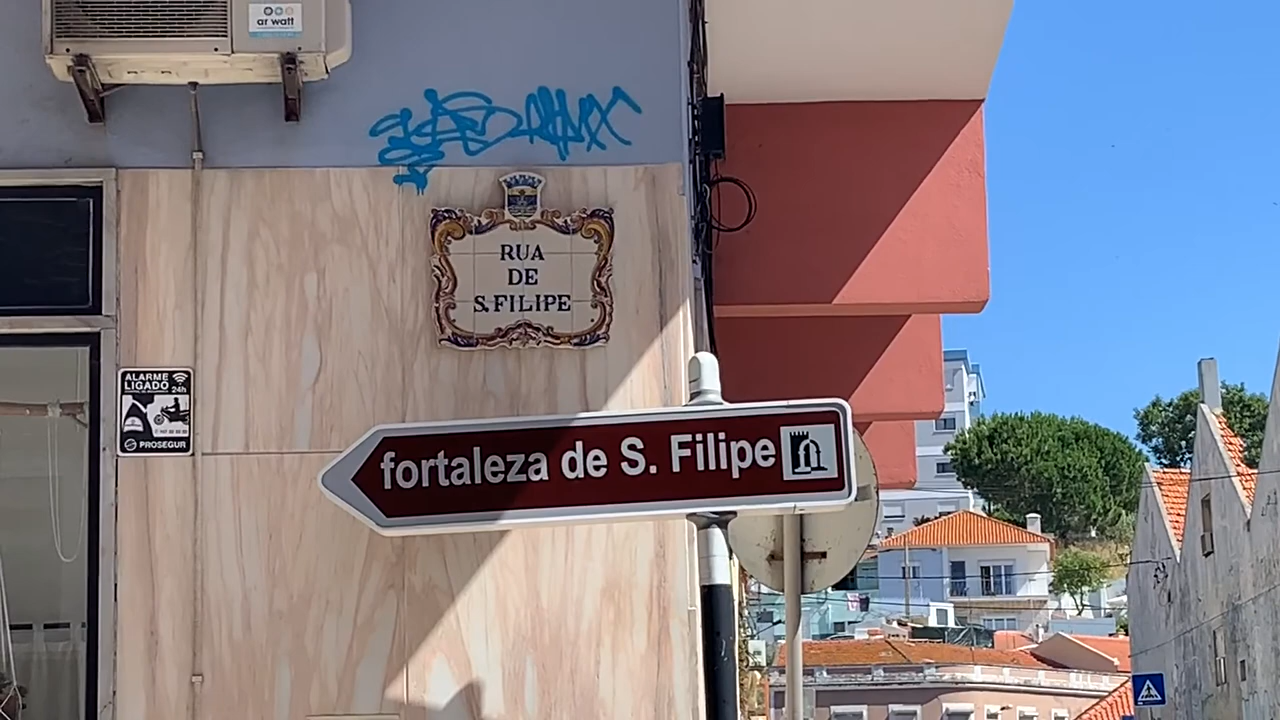 ar watt
RUA
DE
S. FILIPE
ALARME
LIGADO
24h
PROSEGUR
fortaleza de S. Filipe